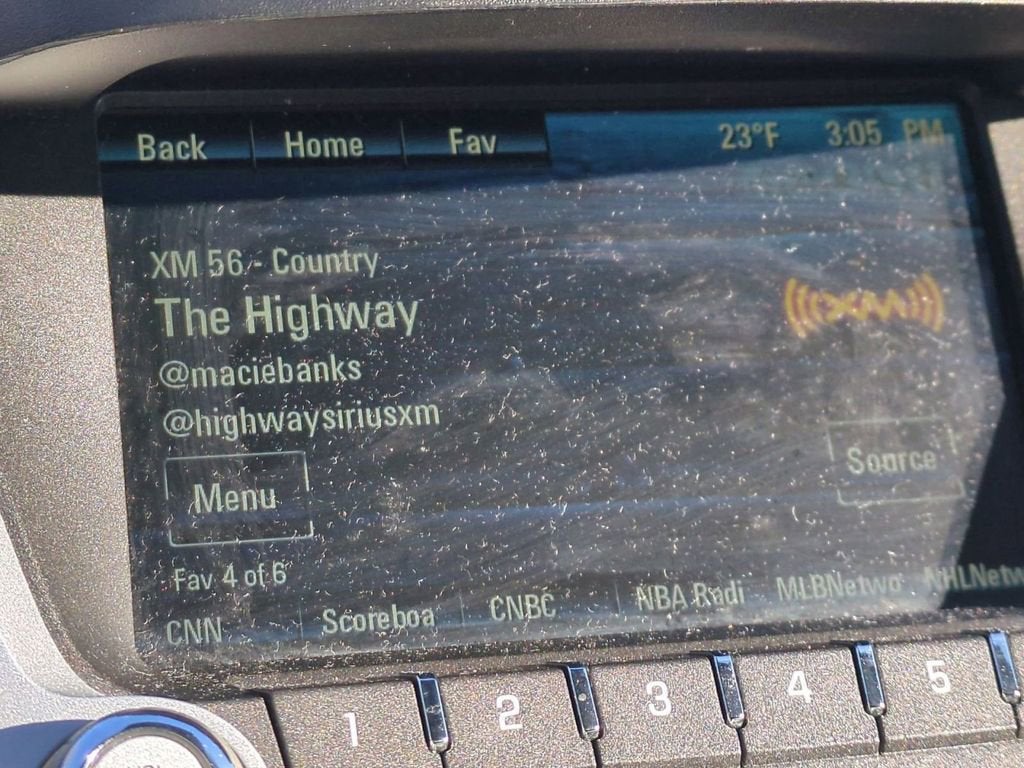 Back Home Fav 23°F 3:05 PM
XM 56 - Country
The Highway
XM
@maciebanks
@highwaysiriusxm
Source
Menu
Fav 4 of 6
CNN Scoreboa CNBC NBA Radi MLBNetwo NHLNetw
1 2 3 4 5